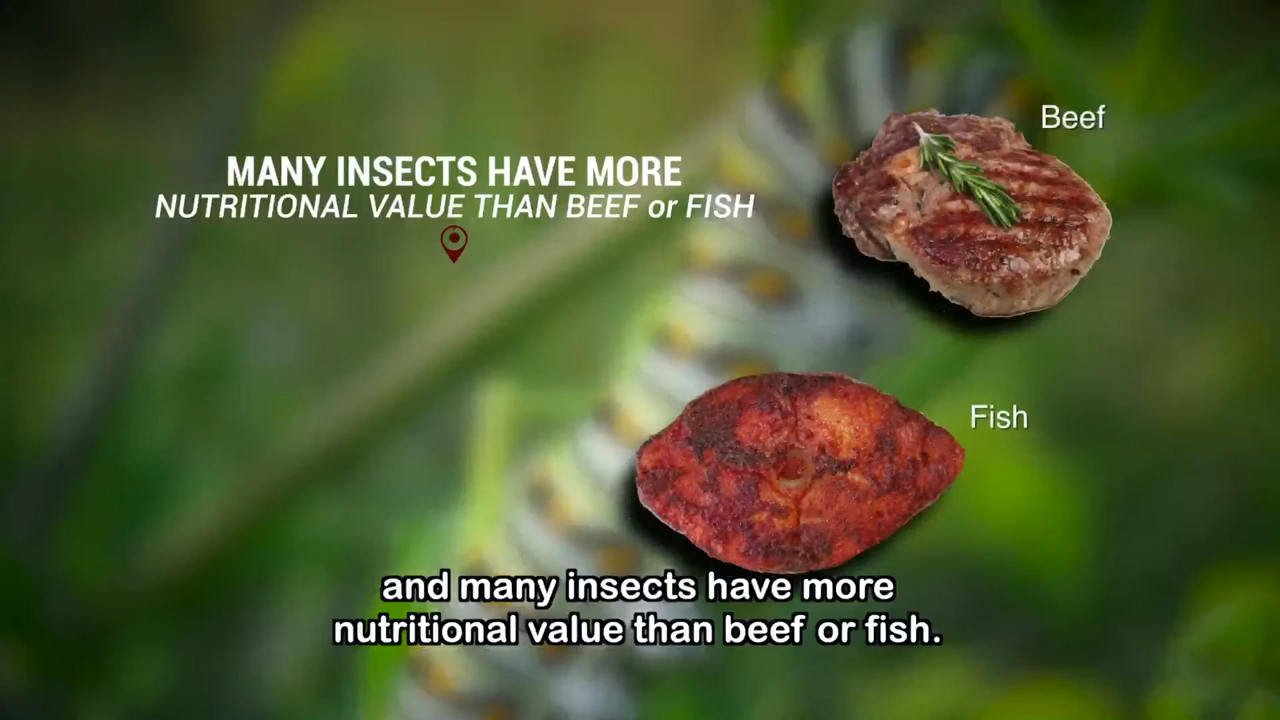 MANY INSECTS HAVE MORE
NUTRITIONAL VALUE THAN BEEF or FISH
Beef
Fish
and many insects have more
nutritional value than beef or fish.